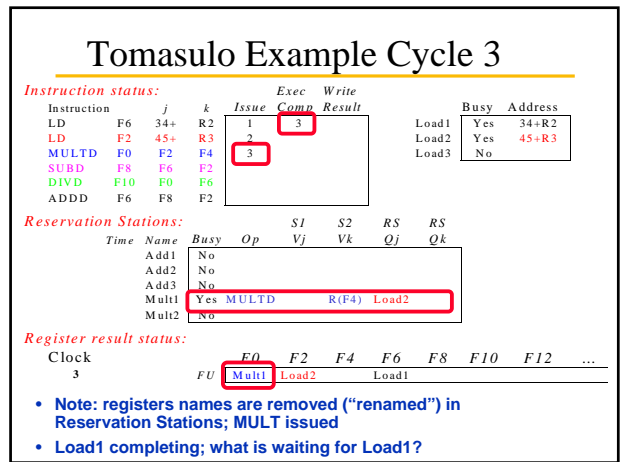 Tomasulo Example Cycle 3
Instruction status: Exec Write
Instruction j k Issue Comp Result Busy Address
LD F6 34+ R2 1 3 Load1 Yes 34+R2
LD F2 45+ R3 2 Load2 Yes 45+R3
MULTD F0 F2 F4 3 Load3 No
SUBD F8 F6 F2
DIVD F10 F0 F6
ADDD F6 F8 F2
Reservation Stations: S1 S2 RS RS
Time Name Busy Op Vj Vk Qj Qk
Add1 No
Add2 No
Add3 No
Mult1 Yes MULTD R(F4) Load2
Mult2 No
Register result status:
Clock F0 F2 F4 F6 F8 F10 F12 ...
3 FU Mult1 Load2 Load1
• Note: registers names are removed (“renamed”) in
Reservation Stations; MULT issued
• Load1 completing; what is waiting for Load1?